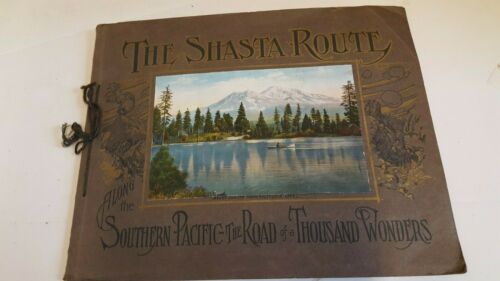 THE SHASTA ROUTE
ALONG
the
SOUTHERN PACIFIC-THE ROAD of a THOUSAND WONDERS